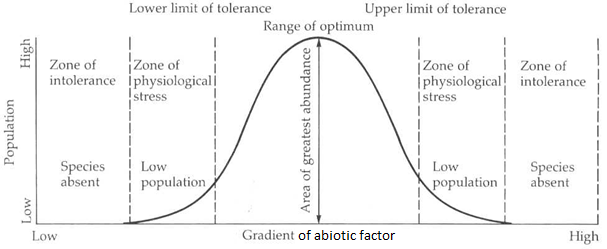 Lower limit of tolerance
Upper limit of tolerance
Range of optimum
High
Population
Low
Zone of
intolerance
Zone of
physiological
stress
Area of greatest abundance
Zone of
physiological
stress
Zone of
intolerance
Species
absent
Low
population
Low
population
Species
absent
Low
Gradient of abiotic factor
High